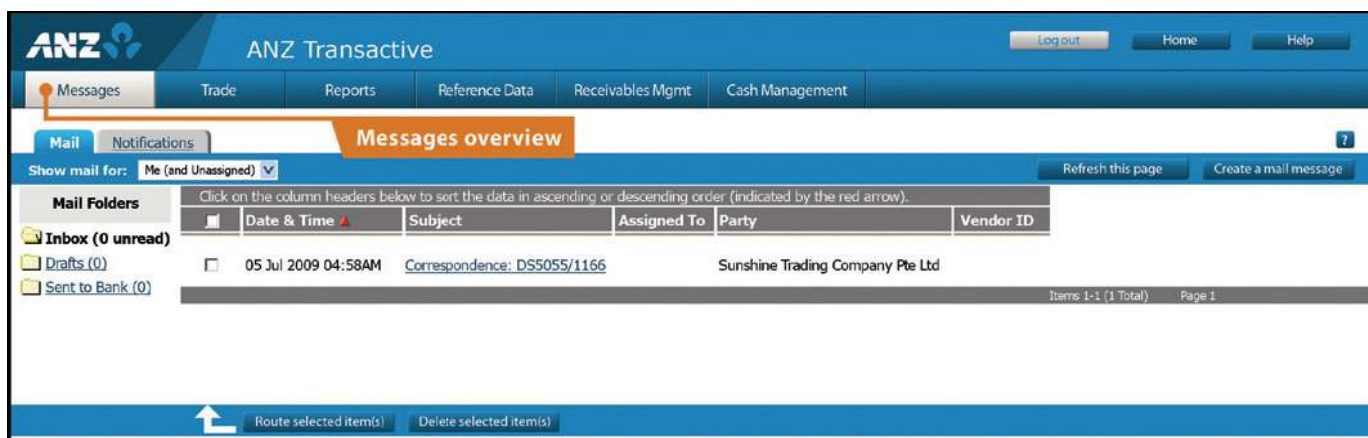 ANZ
ANZ Transactive
Log out Home Help
Messages Trade Reports Reference Data Receivables Mgmt Cash Management
Messages overview
Mail Notifications ?
Show mail for: Me (and Unassigned) Refresh this page Create a mail message
Mail Folders
Click on the column headers below to sort the data in ascending or descending order (indicated by the red arrow).
Date & Time Subject Assigned To Party Vendor ID
Inbox (0 unread)
Drafts (0)
05 Jul 2009 04:58AM Correspondence: DS5055/1166 Sunshine Trading Company Pte Ltd
Sent to Bank (0)
Items 1-1 (1 Total) Page 1
Route selected item(s) Delete selected item(s)